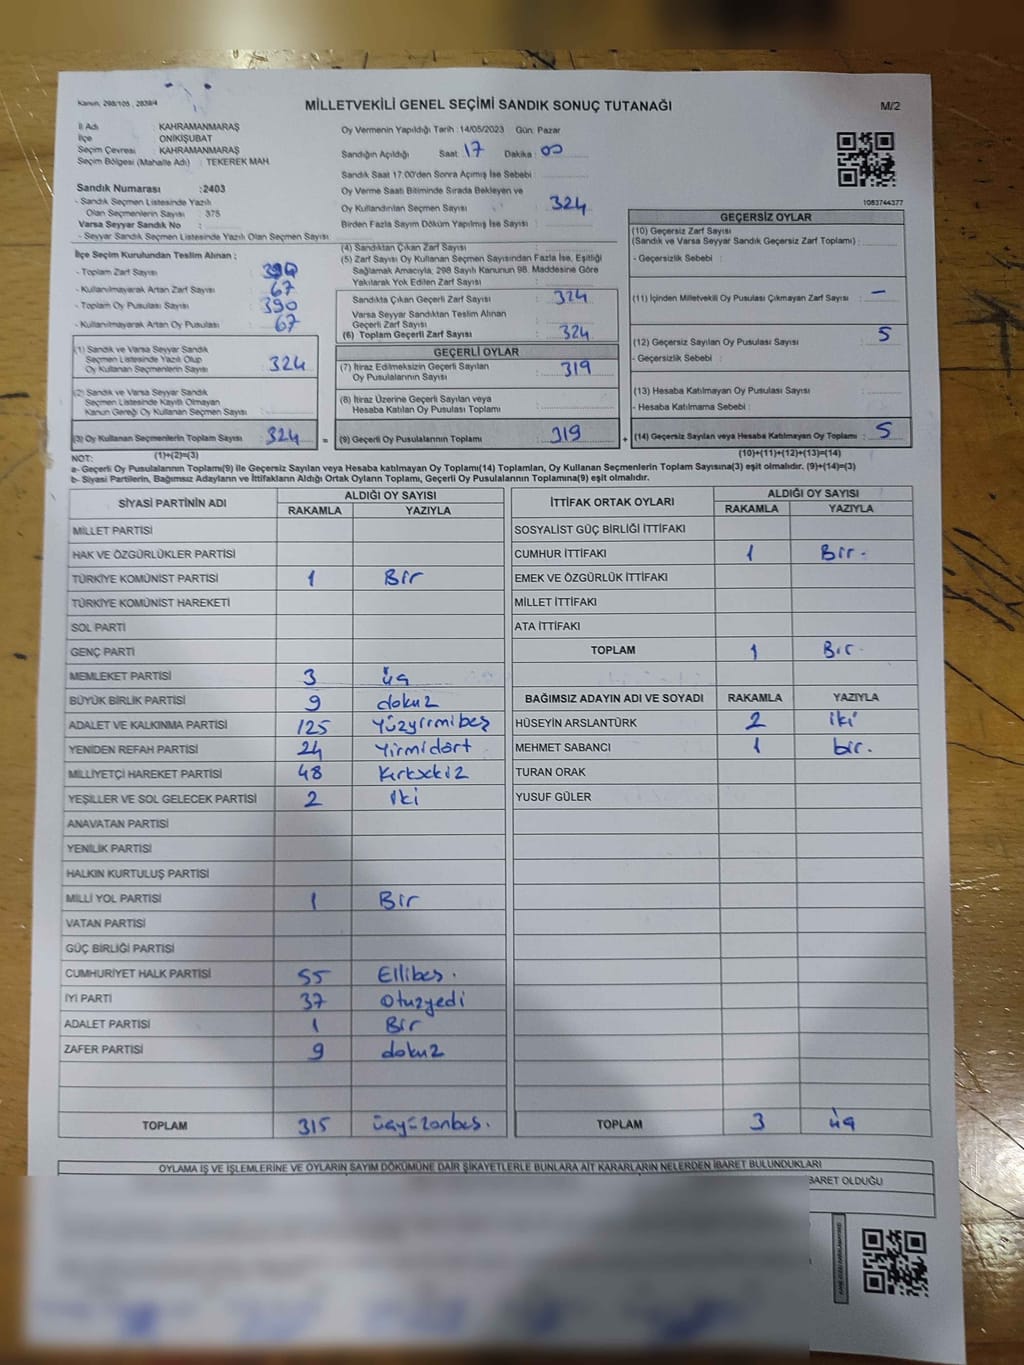 Kanun, 298/105 , 2839/4
MİLLETVEKİLİ GENEL SEÇİMİ SANDIK SONUÇ TUTANAĞI
M/2
İl Adı : KAHRAMANMARAŞ
İlçe : ONİKİŞUBAT
Seçim Çevresi : KAHRAMANMARAŞ
Seçim Bölgesi (Mahalle Adı) : TEKEREK MAH.
Sandık Numarası :2403
- Sandık Seçmen Listesinde Yazılı
Olan Seçmenlerin Sayısı : 375
Varsa Seyyar Sandık No :
- Seyyar Sandık Seçmen Listesinde Yazılı Olan Seçmen Sayısı
Oy Vermenin Yapıldığı Tarih :14/05/2023 Gün: Pazar
Sandığın Açıldığı Saat : 17 Dakika : 00
Sandık Saat 17:00'den Sonra Açımış İse Sebebi :
Oy Verme Saati Bitiminde Sırada Bekleyen ve
Oy Kullandırılan Seçmen Sayısı : 324
Birden Fazla Sayım Döküm Yapılmış İse Sayısı :
1083744377
İlçe Seçim Kurulundan Teslim Alınan ;
- Toplam Zarf Sayısı : 390
- Kullanılmayarak Artan Zarf Sayısı : 67
- Toplam Oy Pusulası Sayısı : 390
- Kullanılmayarak Artan Oy Pusulası : 67
(1) Sandık ve Varsa Seyyar Sandık
Seçmen Listesinde Yazılı Olup
Oy Kullanan Seçmenlerin Sayısı : 324
(2) Sandık ve Varsa Seyyar Sandık
Seçmen Listesinde Kayıtlı Olmayan
Kanun Gereği Oy Kullanan Seçmen Sayısı :
(3) Oy Kullanan Seçmenlerin Toplam Sayısı : 324 =
(4) Sandıktan Çıkan Zarf Sayısı :
(5) Zarf Sayısı Oy Kullanan Seçmen Sayısından Fazla İse, Eşitliği
Sağlamak Amacıyla, 298 Sayılı Kanunun 98. Maddesine Göre
Yakılarak Yok Edilen Zarf Sayısı :
Sandıkta Çıkan Geçerli Zarf Sayısı : 324
Varsa Seyyar Sandıktan Teslim Alınan
Geçerli Zarf Sayısı :
(6) Toplam Geçerli Zarf Sayısı : 324
GEÇERLİ OYLAR
(7) İtiraz Edilmeksizin Geçerli Sayılan
Oy Pusulalarının Sayısı : 319
(8) İtiraz Üzerine Geçerli Sayılan veya
Hesaba Katılan Oy Pusulası Toplamı :
(9) Geçerli Oy Pusulalarının Toplamı : 319 +
GEÇERSİZ OYLAR
(10) Geçersiz Zarf Sayısı
(Sandık ve Varsa Seyyar Sandık Geçersiz Zarf Toplamı) :
- Geçersizlik Sebebi :
(11) İçinden Milletvekili Oy Pusulası Çıkmayan Zarf Sayısı : -
(12) Geçersiz Sayılan Oy Pusulası Sayısı : 5
- Geçersizlik Sebebi :
(13) Hesaba Katılmayan Oy Pusulası Sayısı :
- Hesaba Katılmama Sebebi :
(14) Geçersiz Sayılan veya Hesaba Katılmayan Oy Toplamı : 5
NOT: (1)+(2)=(3) (10)+(11)+(12)+(13)=(14)
a- Geçerli Oy Pusulalarının Toplamı(9) ile Geçersiz Sayılan veya Hesaba katılmayan Oy Toplamı(14) Toplamları, Oy Kullanan Seçmenlerin Toplam Sayısına(3) eşit olmalıdır. (9)+(14)=(3)
b- Siyasi Partilerin, Bağımsız Adayların ve İttifakların Aldığı Ortak Oyların Toplamı, Geçerli Oy Pusulalarının Toplamına(9) eşit olmalıdır.
SİYASİ PARTİNİN ADI ALDIĞI OY SAYISI
RAKAMLA YAZIYLA
MİLLET PARTİSİ
HAK VE ÖZGÜRLÜKLER PARTİSİ
TÜRKİYE KOMÜNİST PARTİSİ 1 Bir
TÜRKİYE KOMÜNİST HAREKETİ
SOL PARTİ
GENÇ PARTİ
MEMLEKET PARTİSİ 3 üç
BÜYÜK BİRLİK PARTİSİ 9 dokuz
ADALET VE KALKINMA PARTİSİ 125 Yüzyirmibeş
YENİDEN REFAH PARTİSİ 24 Yirmidört
MİLLİYETÇİ HAREKET PARTİSİ 48 Kırksekiz
YEŞİLLER VE SOL GELECEK PARTİSİ 2 İki
ANAVATAN PARTİSİ
YENİLİK PARTİSİ
HALKIN KURTULUŞ PARTİSİ
MİLLİ YOL PARTİSİ 1 Bir
VATAN PARTİSİ
GÜÇ BİRLİĞİ PARTİSİ
CUMHURİYET HALK PARTİSİ 55 Ellibeş.
İYİ PARTİ 37 Otuzyedi
ADALET PARTİSİ 1 Bir
ZAFER PARTİSİ 9 dokuz
TOPLAM 315 üçyüzonbeş.
İTTİFAK ORTAK OYLARI ALDIĞI OY SAYISI
RAKAMLA YAZIYLA
SOSYALİST GÜÇ BİRLİĞİ İTTİFAKI
CUMHUR İTTİFAKI 1 Bir.
EMEK VE ÖZGÜRLÜK İTTİFAKI
MİLLET İTTİFAKI
ATA İTTİFAKI
TOPLAM 1 Bir.
BAĞIMSIZ ADAYIN ADI VE SOYADI RAKAMLA YAZIYLA
HÜSEYİN ARSLANTÜRK 2 iki
MEHMET SABANCI 1 bir.
TURAN ORAK
YUSUF GÜLER
TOPLAM 3 üç
OYLAMA İŞ VE İŞLEMLERİNE VE OYLARIN SAYIM DÖKÜMÜNE DAİR ŞİKAYETLERLE BUNLARA AİT KARARLARIN NELERDEN İBARET BULUNDUKLARI
BARET OLDUĞU